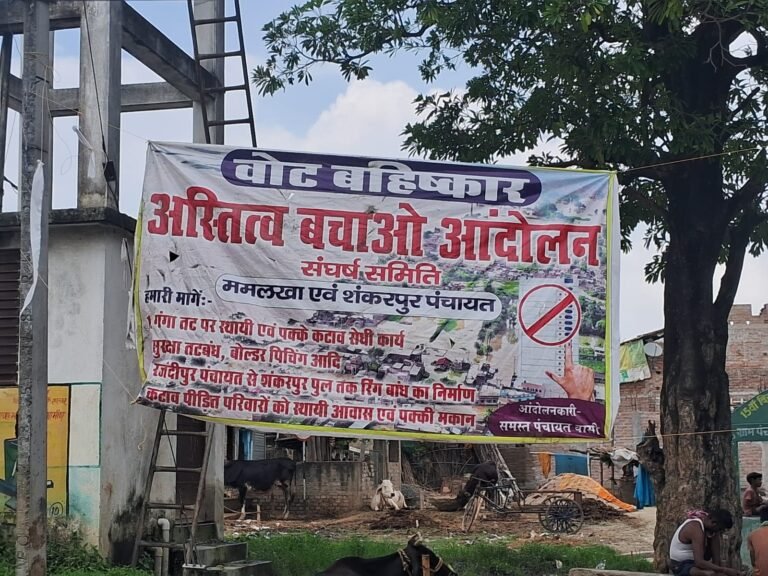 वोट बहिष्कार
अस्तित्व बचाओ आंदोलन
संघर्ष समिति
ममलखा एवं शंकरपुर पंचायत
हमारी मांगें:-
गंगा तट पर स्थायी एवं पक्के कटाव रोधी कार्य
सुरक्षा तटबंध, बोल्डर पिचिंग आदि
रजंदीपुर पंचायत से शंकरपुर पुल तक रिंग बांध का निर्माण
कटाव पीड़ित परिवारों को स्थायी आवास एवं पक्की मकान
आंदोलनकारी-
समस्त पंचायत वासी